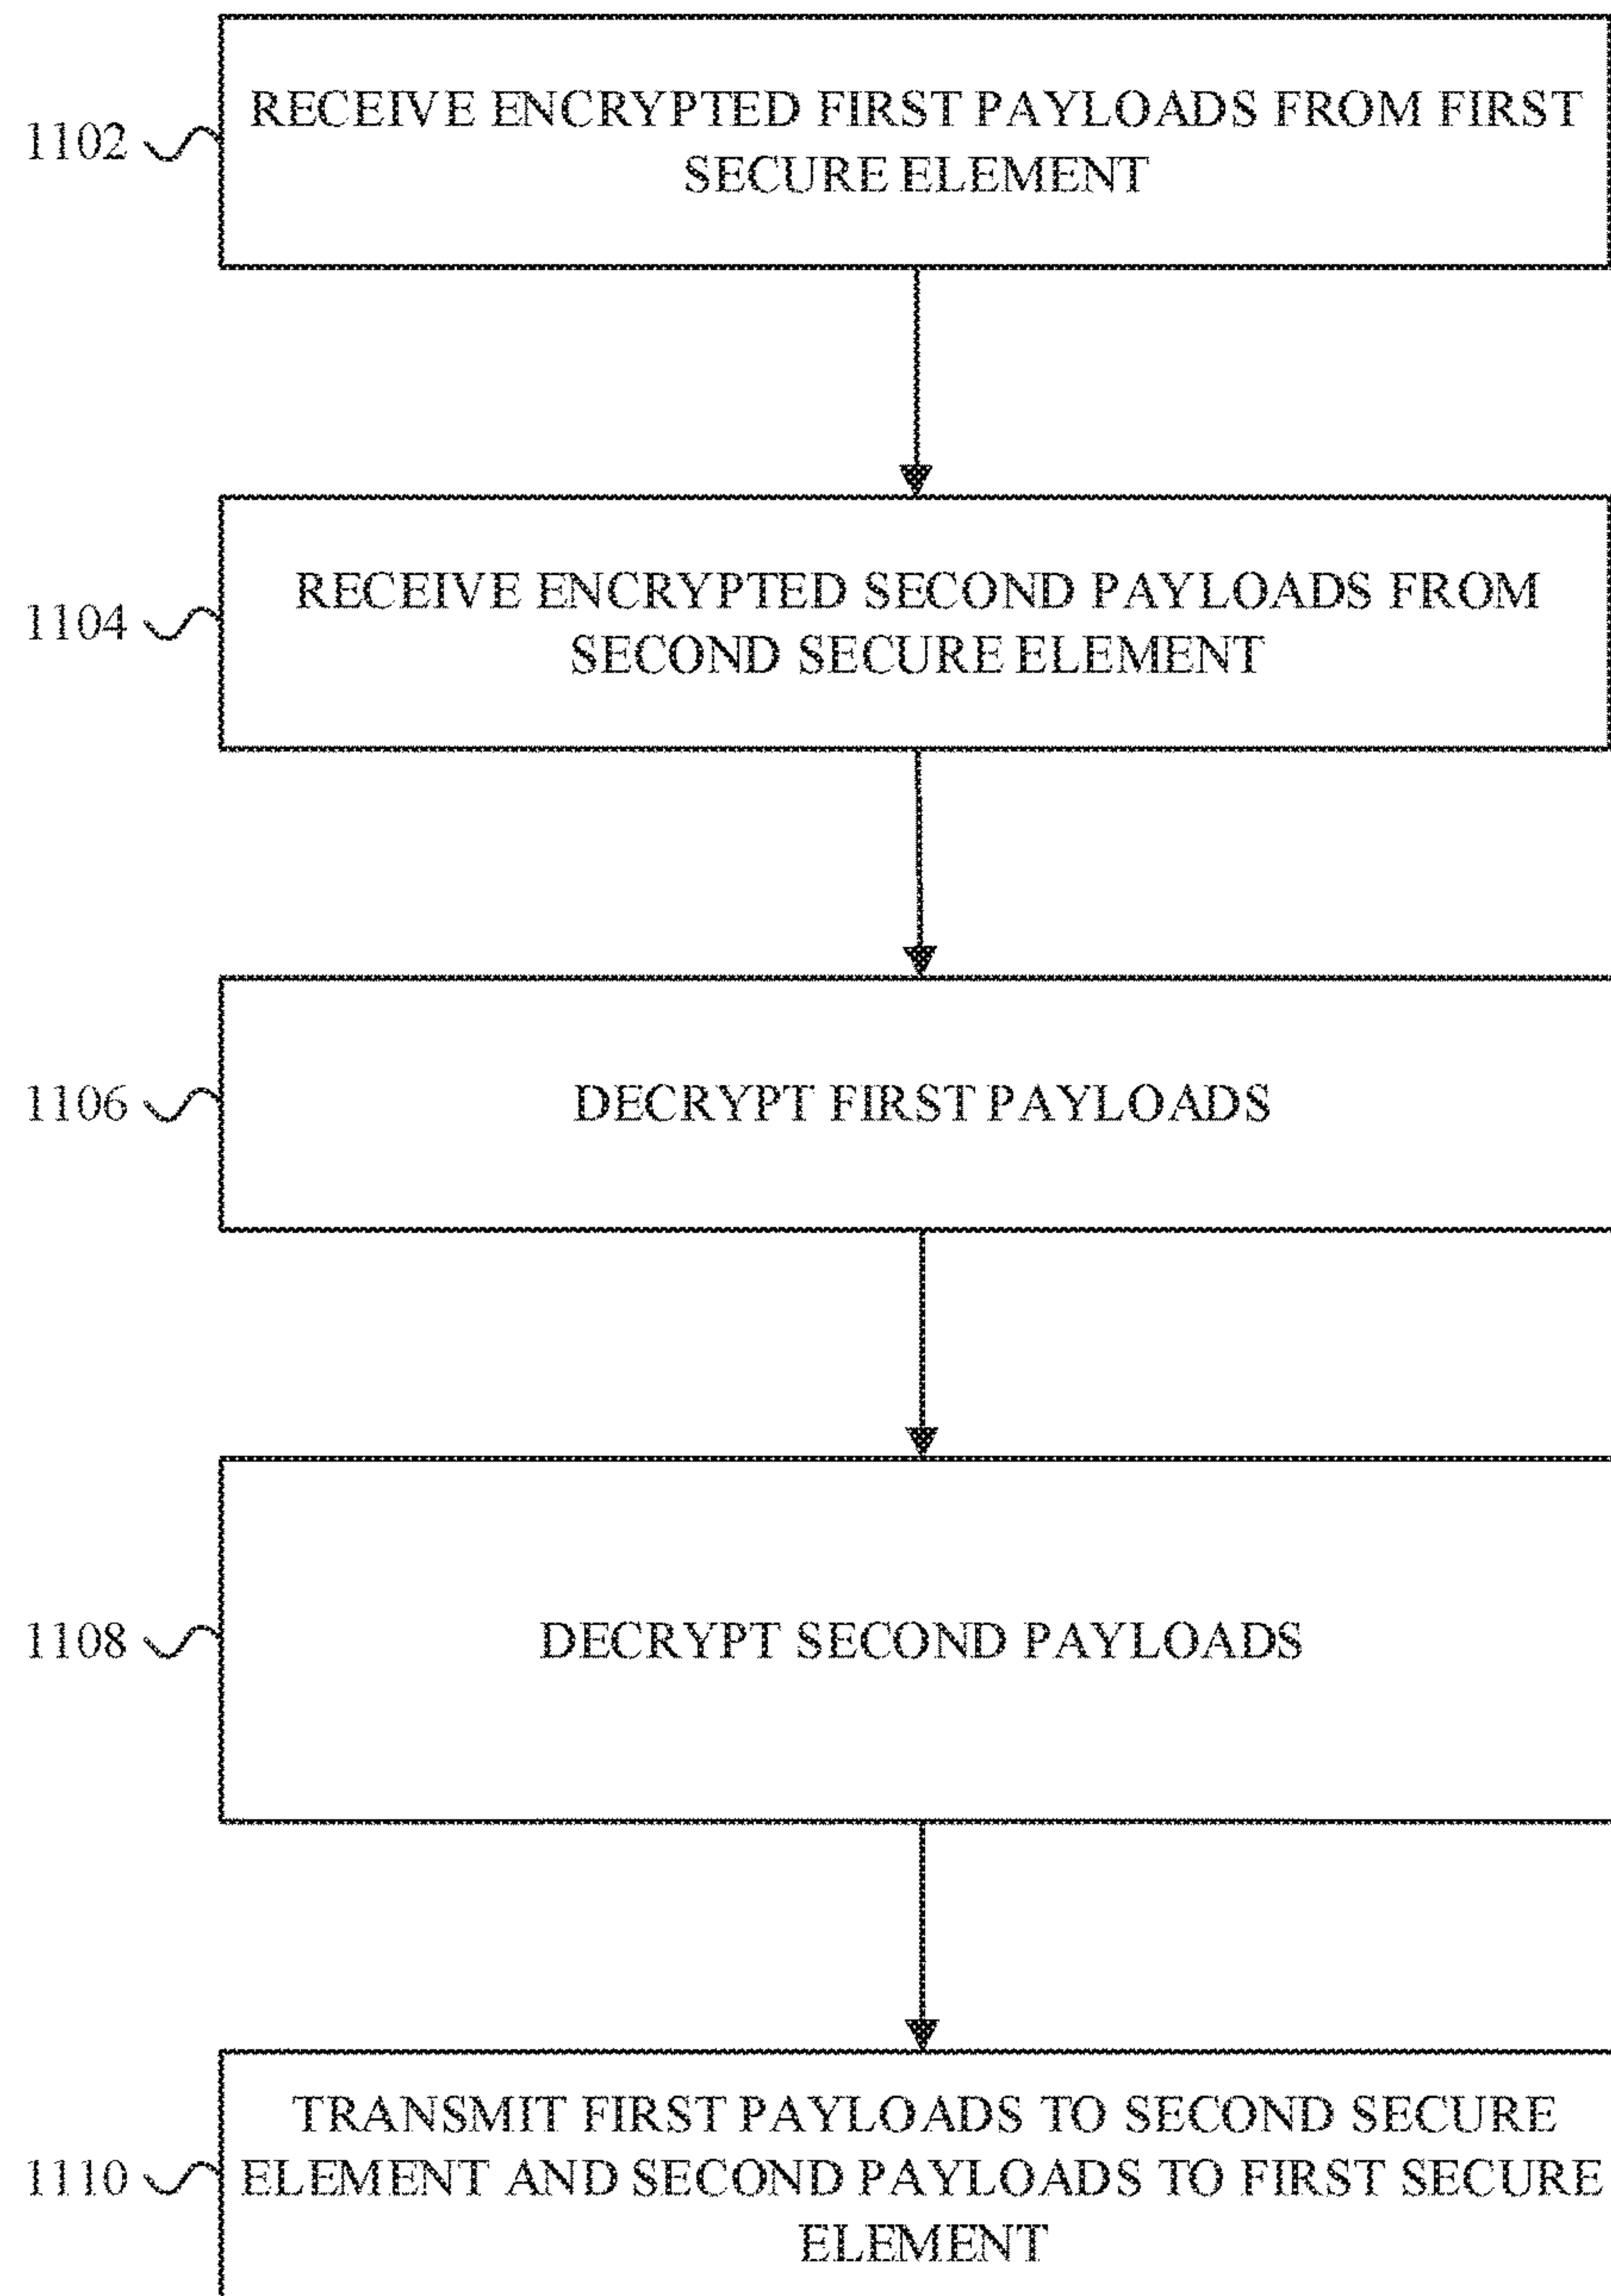 RECEIVE ENCRYPTED FIRST PAYLOADS FROM FIRST
SECURE ELEMENT
1102
RECEIVE ENCRYPTED SECOND PAYLOADS FROM
SECOND SECURE ELEMENT
1104
DECRYPT FIRST PAYLOADS
1106
DECRYPT SECOND PAYLOADS
1108
TRANSMIT FIRST PAYLOADS TO SECOND SECURE
ELEMENT AND SECOND PAYLOADS TO FIRST SECURE
ELEMENT
1110